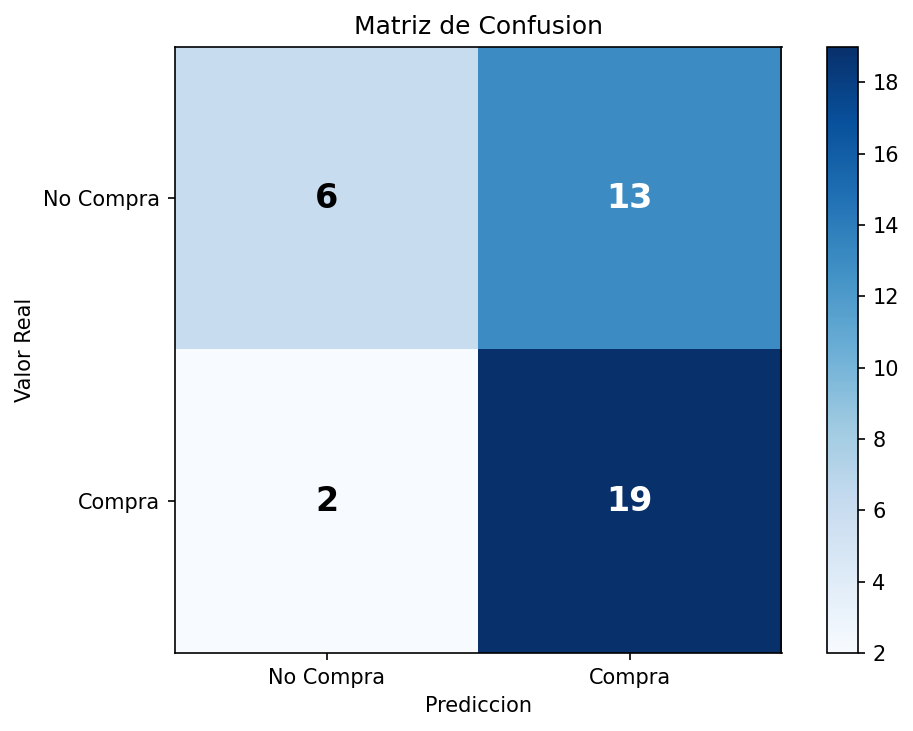 Matriz de Confusion
No Compra
6
13
Valor Real
Compra
2
19
No Compra
Compra
Prediccion
18
16
14
12
10
8
6
4
2